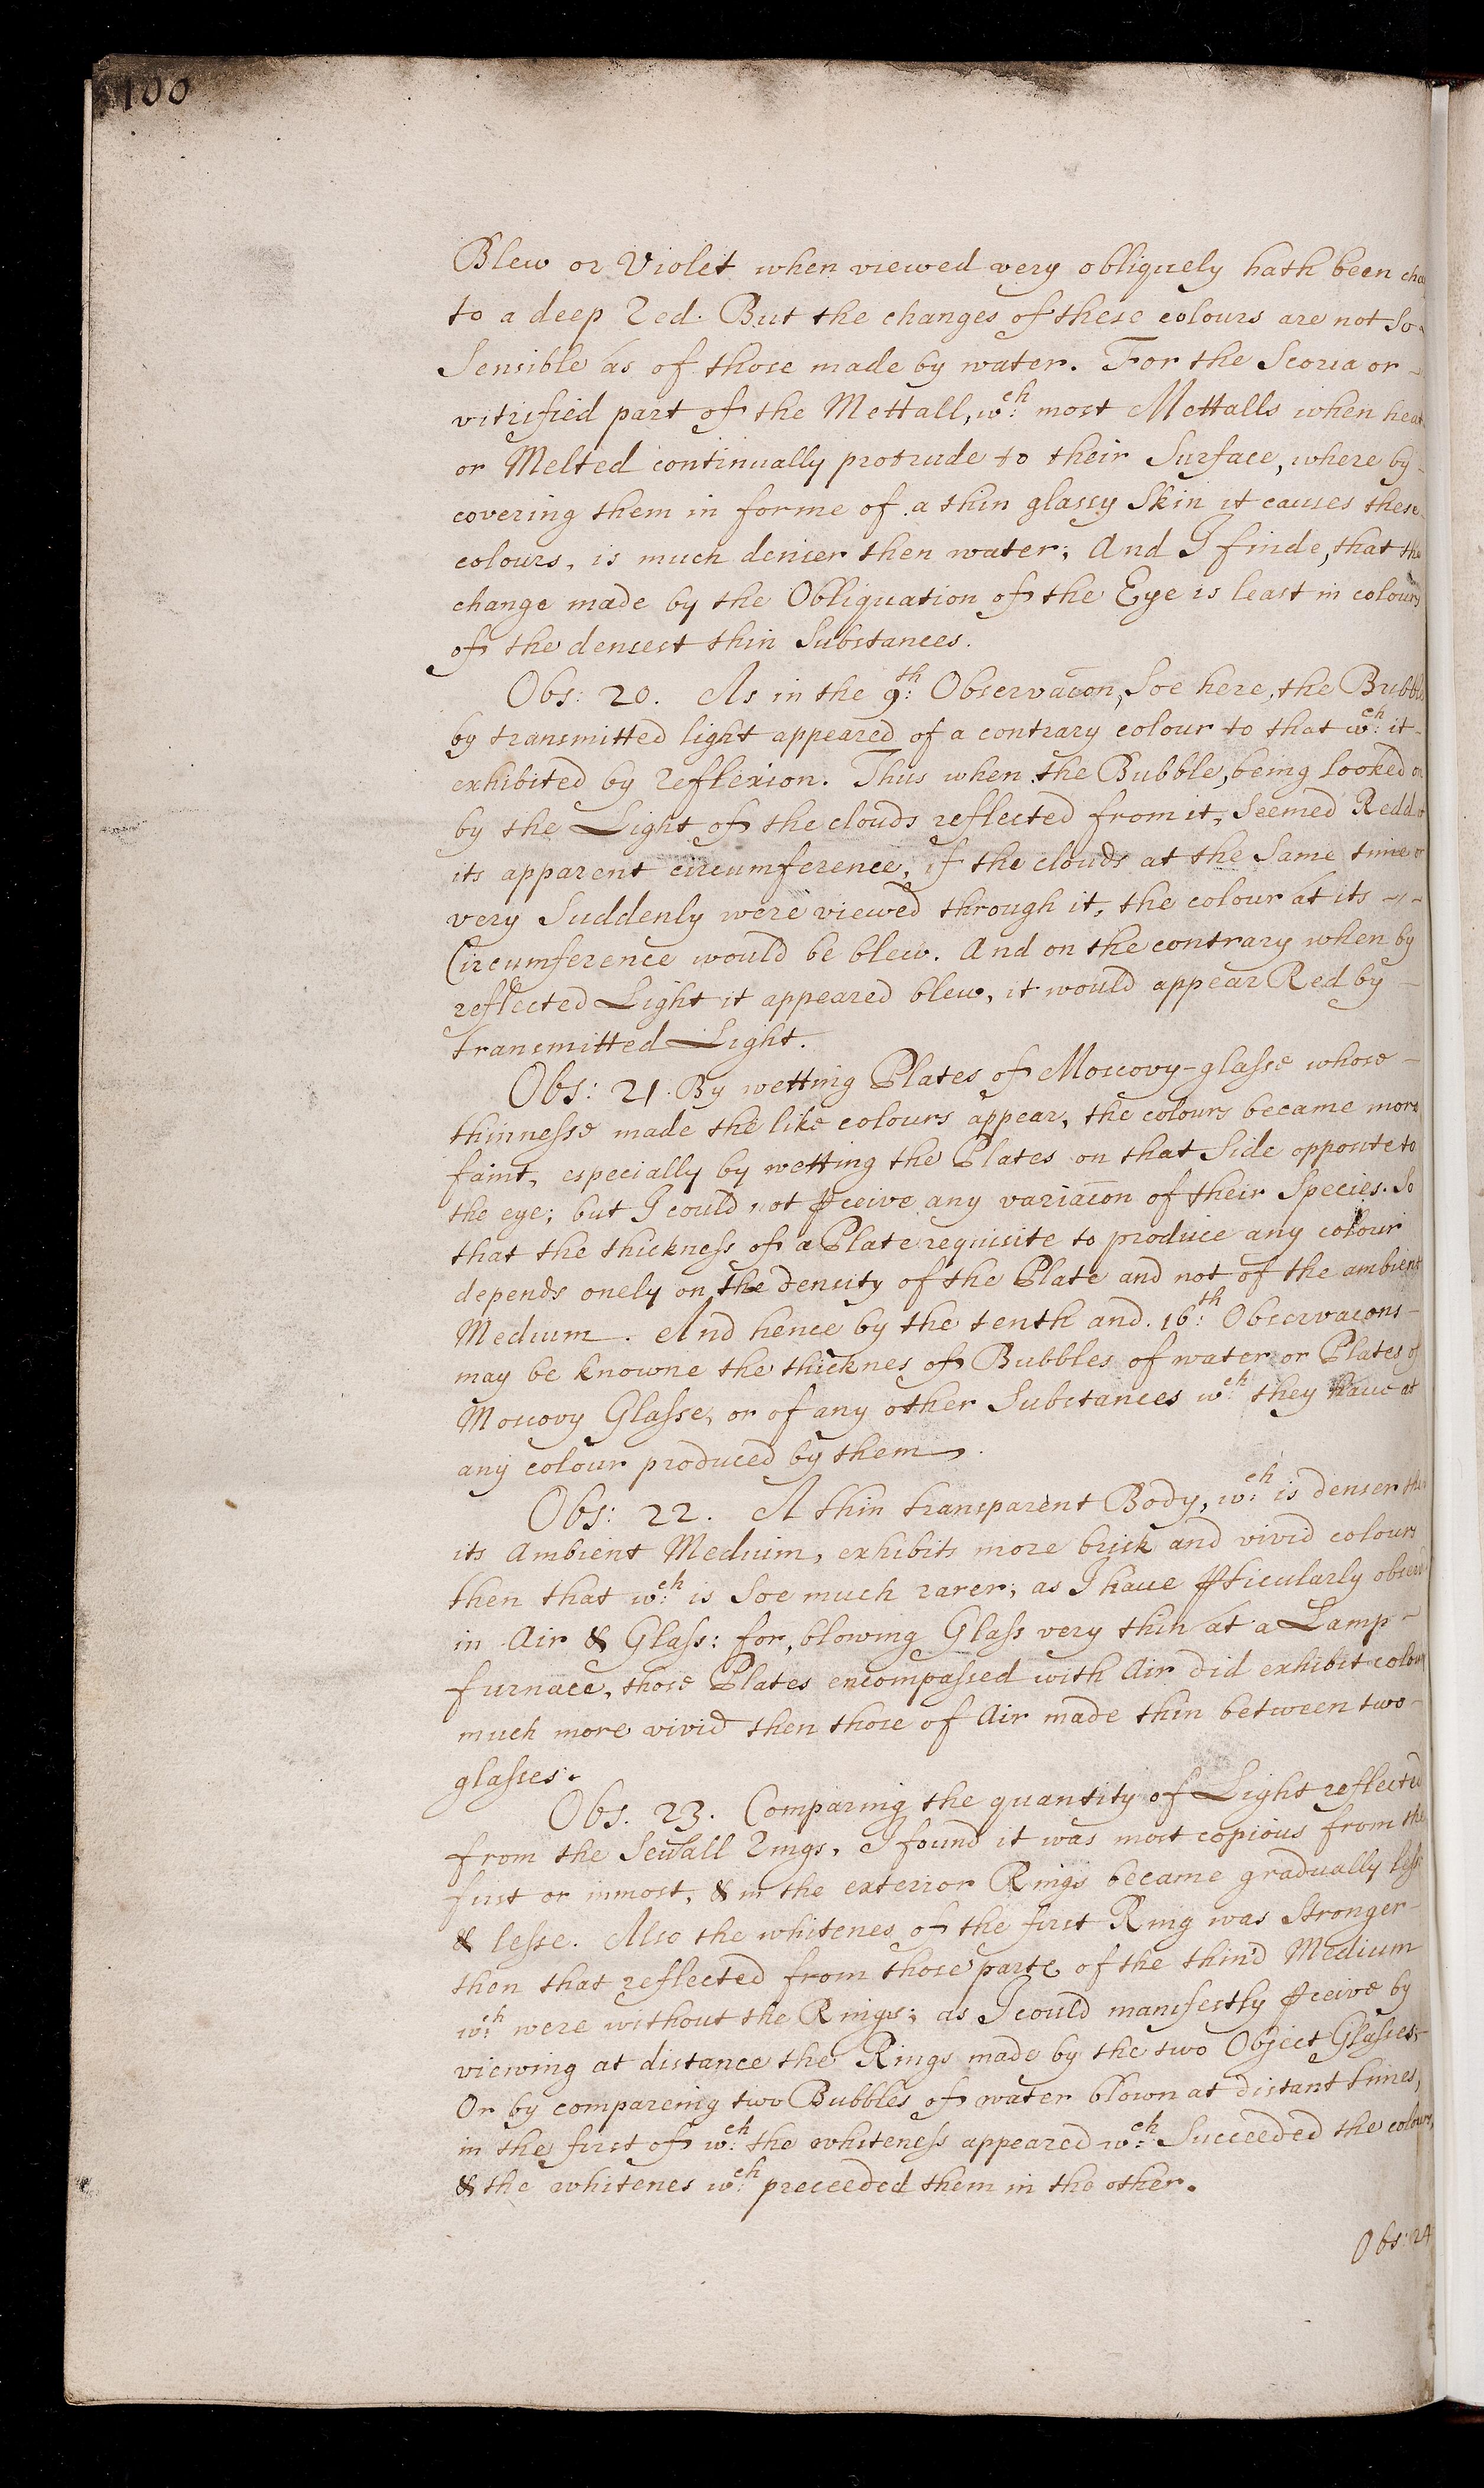 100
Blew or Violet when viewed very obliquely hath been
to a deep Red. But the changes of these colours are not so
Sensible as of those made by water. For the Scoria or -
vitrified part of the Mettall, wch: most Mettalls when
or Melted continually protrude to their Surface, where by -
covering them in forme of a thin glassy Skin it causes these
colours, is much denser then water; And I finde, that the
change made by the Obliquation of the Eye is least in colours
of the densest thin Substances.
Obs: 20. As in the 9th: Observacōn, Soe here, the
by transmitted light appeared of a contrary colour to that wch: it -
exhibited by reflexion. Thus when the Bubble, being looked on
by the Light of the clouds reflected from it, Seemed
its apparent circumference, if the clouds at the Same time
very Suddenly were viewed through it, the colour at its - - -
Circumference would be blew. And on the contrary when by
reflected Light it appeared blew, it would appear Red by -
transmitted Light.
Obs: 21. By wetting Plates of Moscovy-glasse whose -
thinnesse made the like colours appear, the colours became more
faint, especially by wetting the Plates on that Side opposite to
the eye; but I could not ꝑceive any variacōn of their Species. So
that the thickness of a Plate requisite to produce any colour
depends onely on the density of the Plate and not of the ambient
Medium. And hence by the tenth and. 16th: Observacōns -
may be knowne the thicknes of Bubbles of water or Plates of
Moscovy Glasse, or of any other Substances wch they have at
any colour produced by them.
Obs: 22. A thin transparent Body, wch: is denser
its Ambient Medium, exhibits more brisk and vivid colours
then that wch: is Soe much rarer; as I have ꝑticularly
in Air & Glass: for, blowing Glass very thin at a Lamp -
furnace, those Plates encompassed with Air did exhibit colours
much more vivid then those of Air made thin between two -
glasses.
Obs. 23. Comparing the quantity of Light reflected
from the Sevall Rings, I found it was most copious from the
first or inmost, & in the exterior Rings became gradually less
& lesse. Also the whitenes of the first Ring was Stronger -
then that reflected from those parts of the thin'd Medium
wch: were without the Rings; as I could manifestly ꝑceive by
viewing at distance the Rings made by the two Object Glasses
Or by compareing two Bubbles of water blown at distant times,
in the first of wch: the whiteness appeared wch: Succeeded the colours,
& the whitenes wch: preceeded them in the other.
Obs: 24